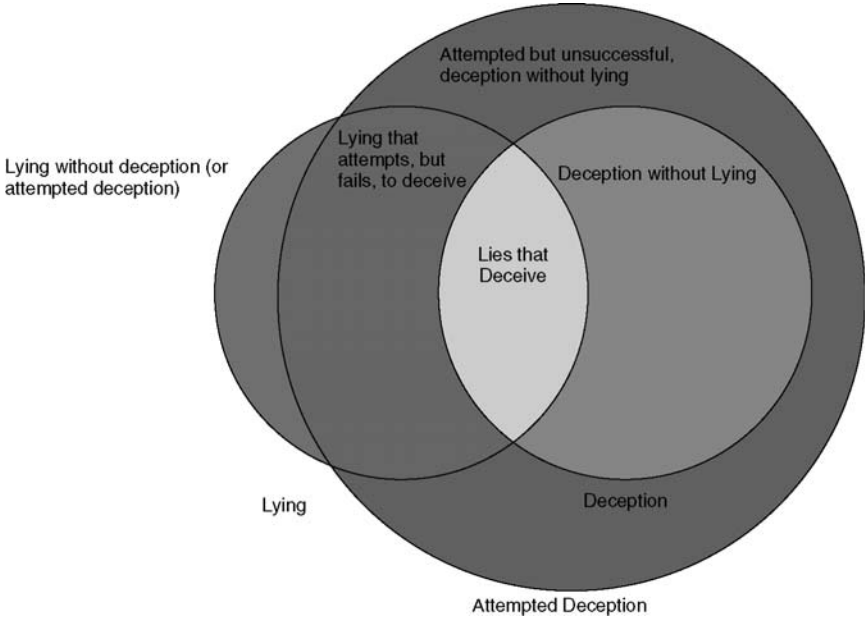 Attempted but unsuccessful,
deception without lying
Lying that
attempts, but
fails, to deceive
Lying without deception (or
attempted deception)
Deception without Lying
Lies that
Deceive
Lying
Deception
Attempted Deception